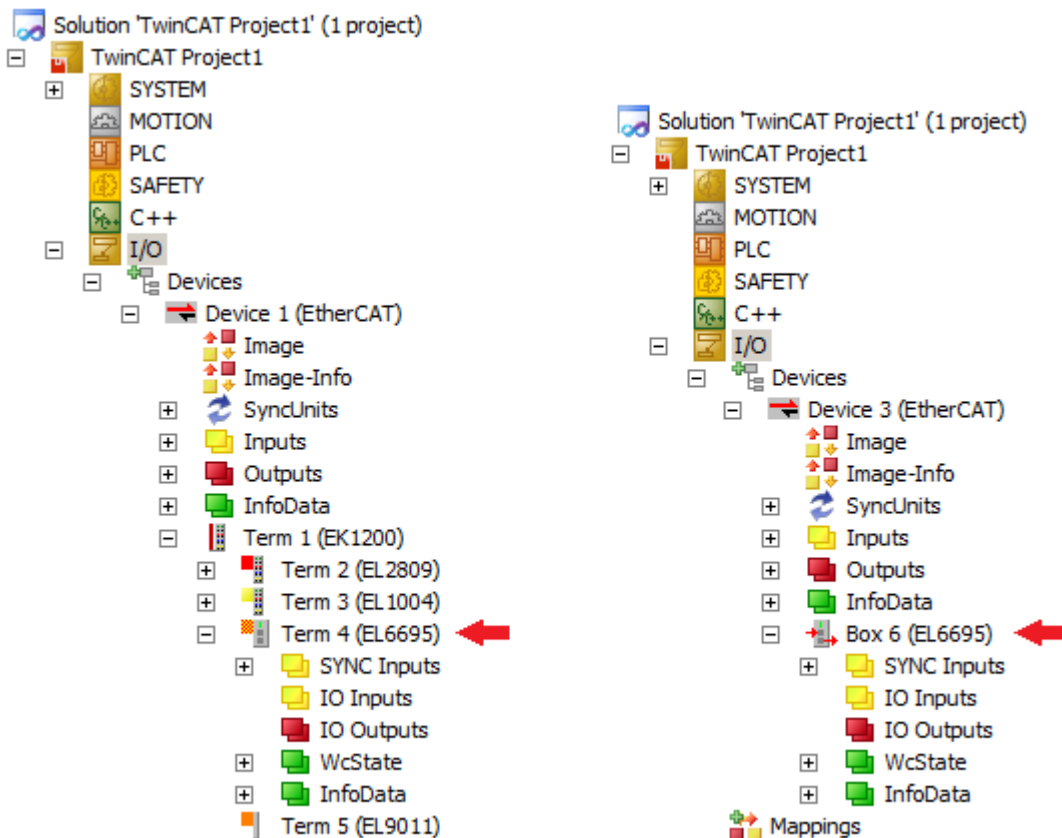 Solution 'TwinCAT Project1' (1 project)
TwinCAT Project1
SYSTEM
MOTION
PLC
SAFETY
C++
I/O
Devices
Device 1 (EtherCAT)
Image
Image-Info
SyncUnits
Inputs
Outputs
InfoData
Term 1 (EK1200)
Term 2 (EL2809)
Term 3 (EL1004)
Term 4 (EL6695)
SYNC Inputs
IO Inputs
IO Outputs
WcState
InfoData
Term 5 (EL9011)
Solution 'TwinCAT Project1' (1 project)
TwinCAT Project1
SYSTEM
MOTION
PLC
SAFETY
C++
I/O
Devices
Device 3 (EtherCAT)
Image
Image-Info
SyncUnits
Inputs
Outputs
InfoData
Box 6 (EL6695)
SYNC Inputs
IO Inputs
IO Outputs
WcState
InfoData
Mappings